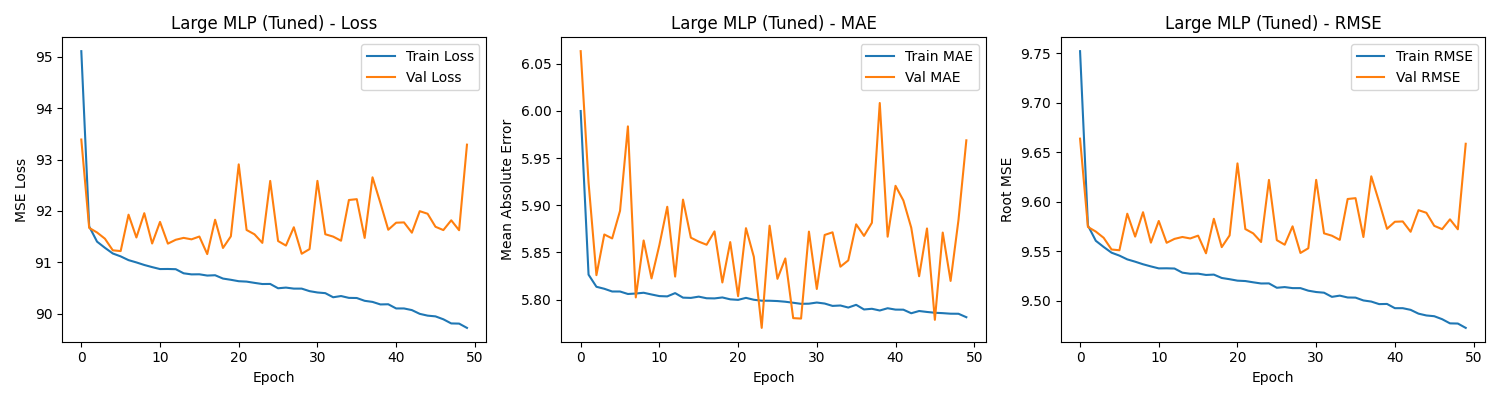 Large MLP (Tuned) - Loss
MSE Loss
95
94
93
92
91
90
Train Loss
Val Loss
0 10 20 30 40 50
Epoch
Large MLP (Tuned) - MAE
Mean Absolute Error
6.05
6.00
5.95
5.90
5.85
5.80
Train MAE
Val MAE
0 10 20 30 40 50
Epoch
Large MLP (Tuned) - RMSE
Root MSE
9.75
9.70
9.65
9.60
9.55
9.50
Train RMSE
Val RMSE
0 10 20 30 40 50
Epoch